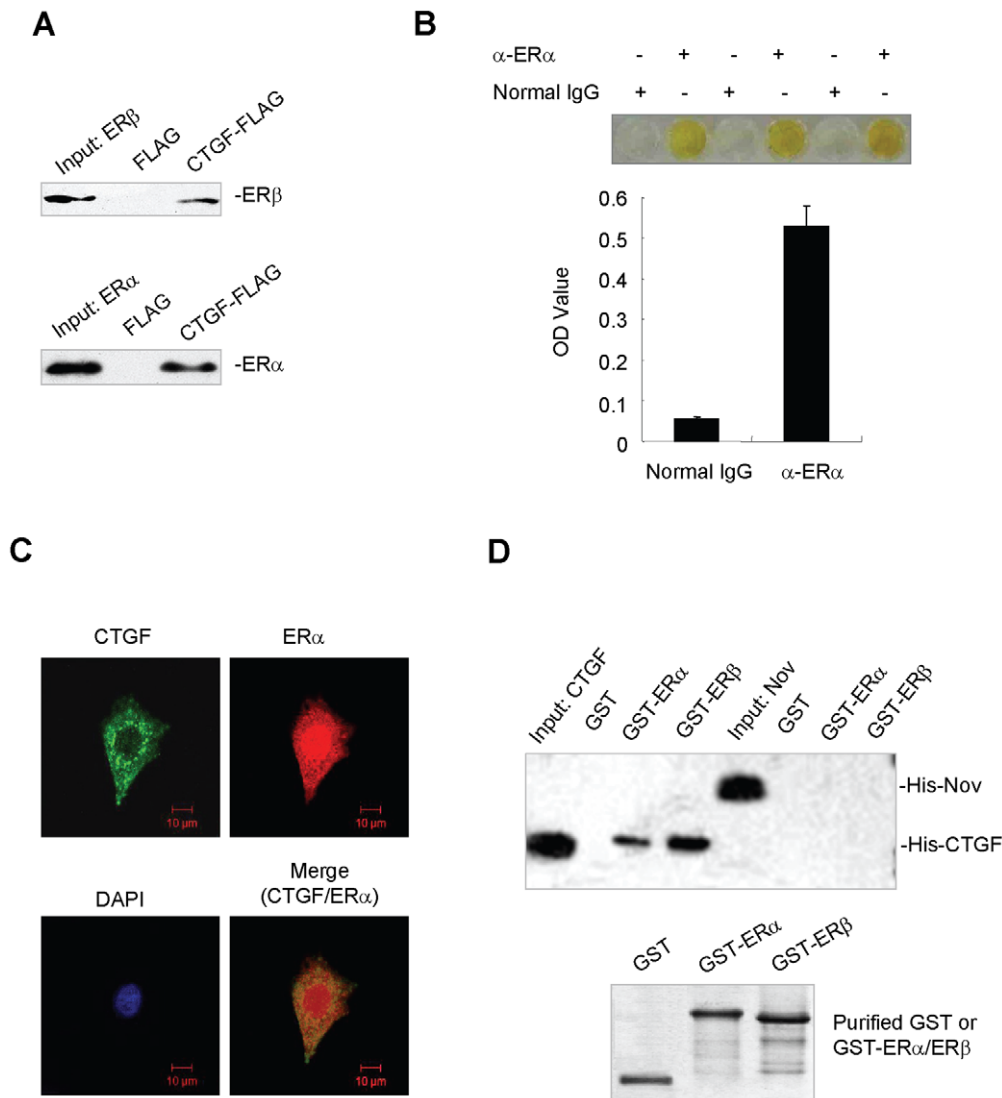 A
Input: ERβ
FLAG
CTGF-FLAG
-ERβ
Input: ERα
FLAG
CTGF-FLAG
-ERα
B
α-ERα - + - + - +
Normal IgG + - + - + -
OD Value
0.6
0.5
0.4
0.3
0.2
0.1
0
Normal IgG α-ERα
C
CTGF ERα
10 μm 10 μm
DAPI Merge
(CTGF/ERα)
10 μm 10 μm
D
Input: CTGF
GST
GST-ERα
GST-ERβ
Input: Nov
GST
GST-ERα
GST-ERβ
-His-Nov
-His-CTGF
GST
GST-ERα
GST-ERβ
Purified GST or
GST-ERα/ERβ